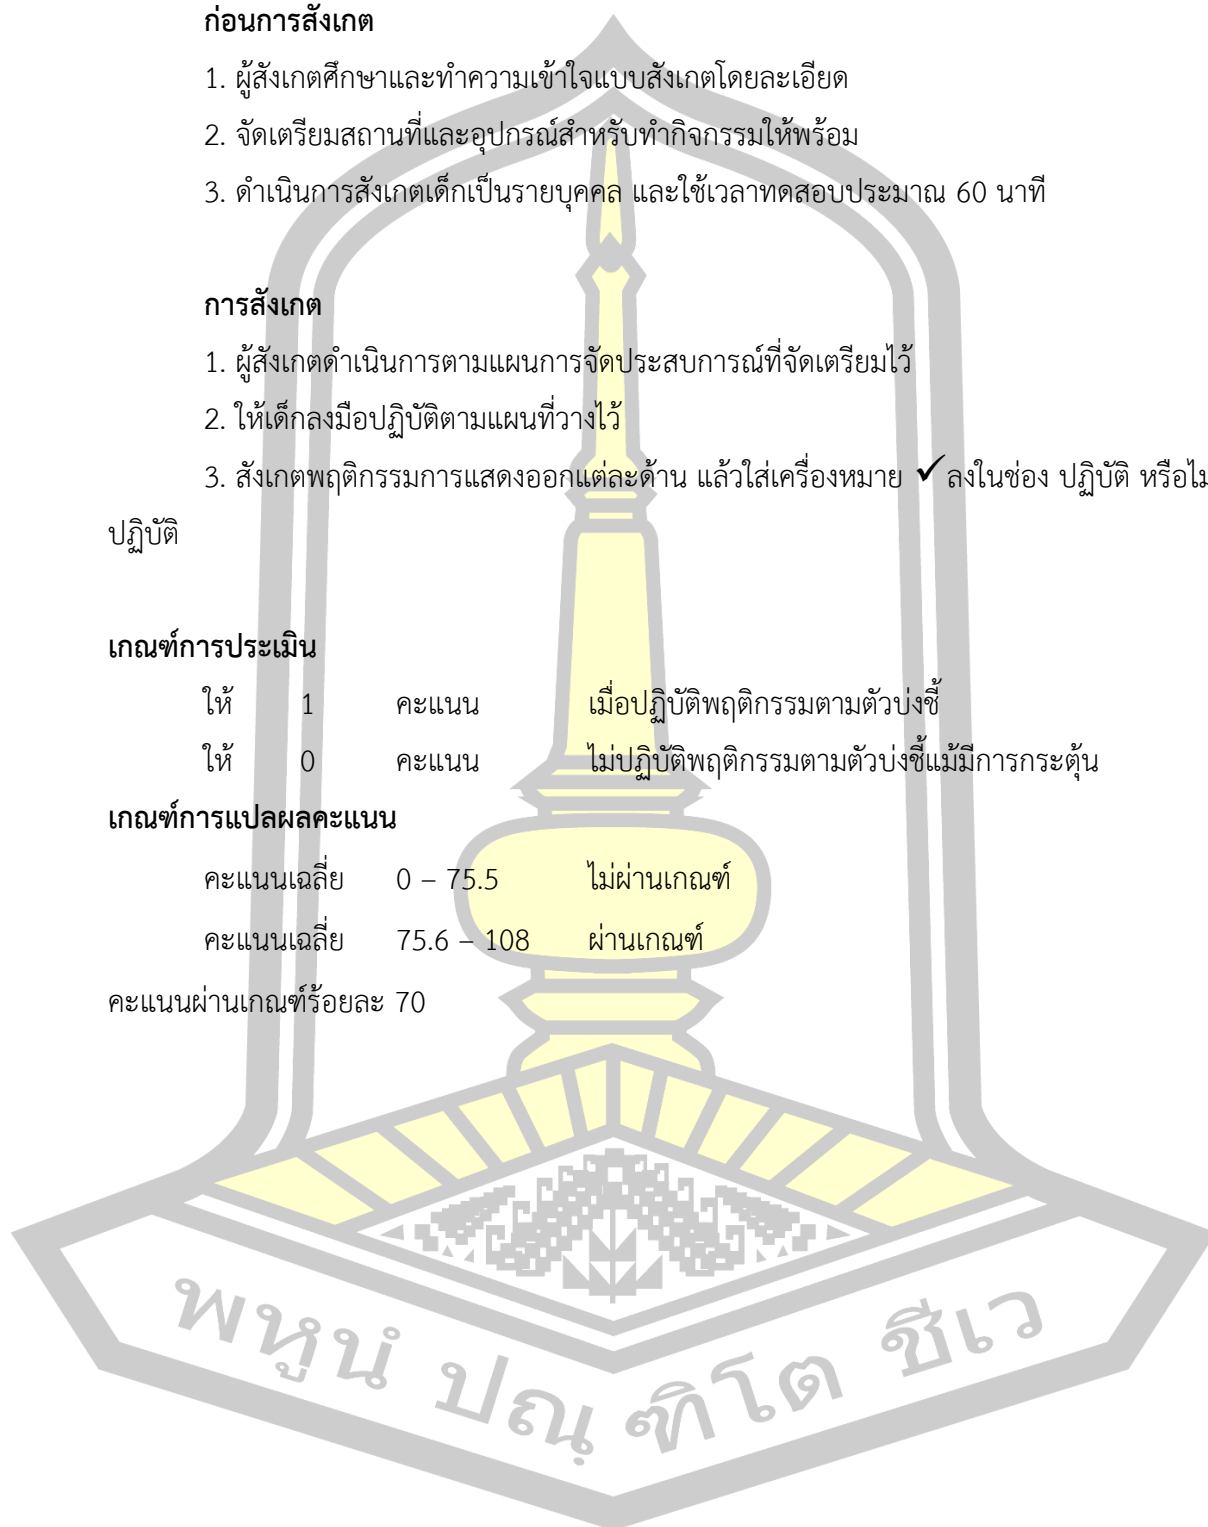 ก่อนการสังเกต
1. ผู้สังเกตศึกษาและทำความเข้าใจแบบสังเกตโดยละเอียด
2. จัดเตรียมสถานที่และอุปกรณ์สำหรับทำกิจกรรมให้พร้อม
3. ดำเนินการสังเกตเด็กเป็นรายบุคคล และใช้เวลาทดสอบประมาณ 60 นาที
การสังเกต
1. ผู้สังเกตดำเนินการตามแผนการจัดประสบการณ์ที่จัดเตรียมไว้
2. ให้เด็กลงมือปฏิบัติตามแผนที่วางไว้
3. สังเกตพฤติกรรมการแสดงออกแต่ละด้าน แล้วใส่เครื่องหมาย ✓ ลงในช่อง ปฏิบัติ หรือไม่
ปฏิบัติ
เกณฑ์การประเมิน
ให้ 1 คะแนน เมื่อปฏิบัติพฤติกรรมตามตัวบ่งชี้
ให้ 0 คะแนน ไม่ปฏิบัติพฤติกรรมตามตัวบ่งชี้แม้มีการกระตุ้น
เกณฑ์การแปลผลคะแนน
คะแนนเฉลี่ย 0 – 75.5 ไม่ผ่านเกณฑ์
คะแนนเฉลี่ย 75.6 – 108 ผ่านเกณฑ์
คะแนนผ่านเกณฑ์ร้อยละ 70
พหูนํ ปณฺฑิโต ชีเว